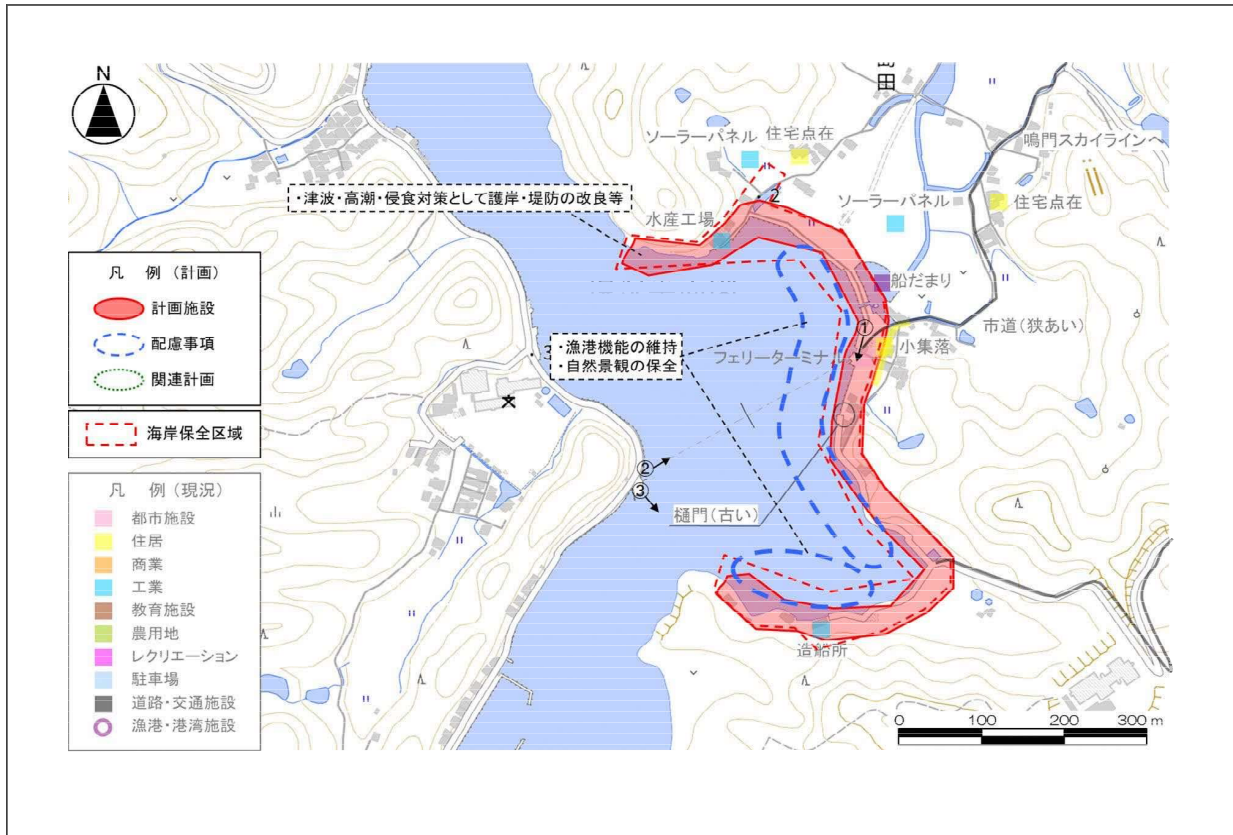 N
島田
ソーラーパネル
住宅点在
鳴門スカイラインへ
・津波・高潮・侵食対策として護岸・堤防の改良等
2
水産工場
ソーラーパネル
住宅点在
凡 例 (計画)
計画施設
配慮事項
関連計画
海岸保全区域
船だまり
市道(狭あい)
①
小集落
・漁港機能の維持
・自然景観の保全
フェリーターミナル
文
②
③
樋門(古い)
凡 例 (現況)
都市施設
住居
商業
工業
教育施設
農用地
レクリエーション
駐車場
道路・交通施設
漁港・港湾施設
造船所
0 100 200 300 m